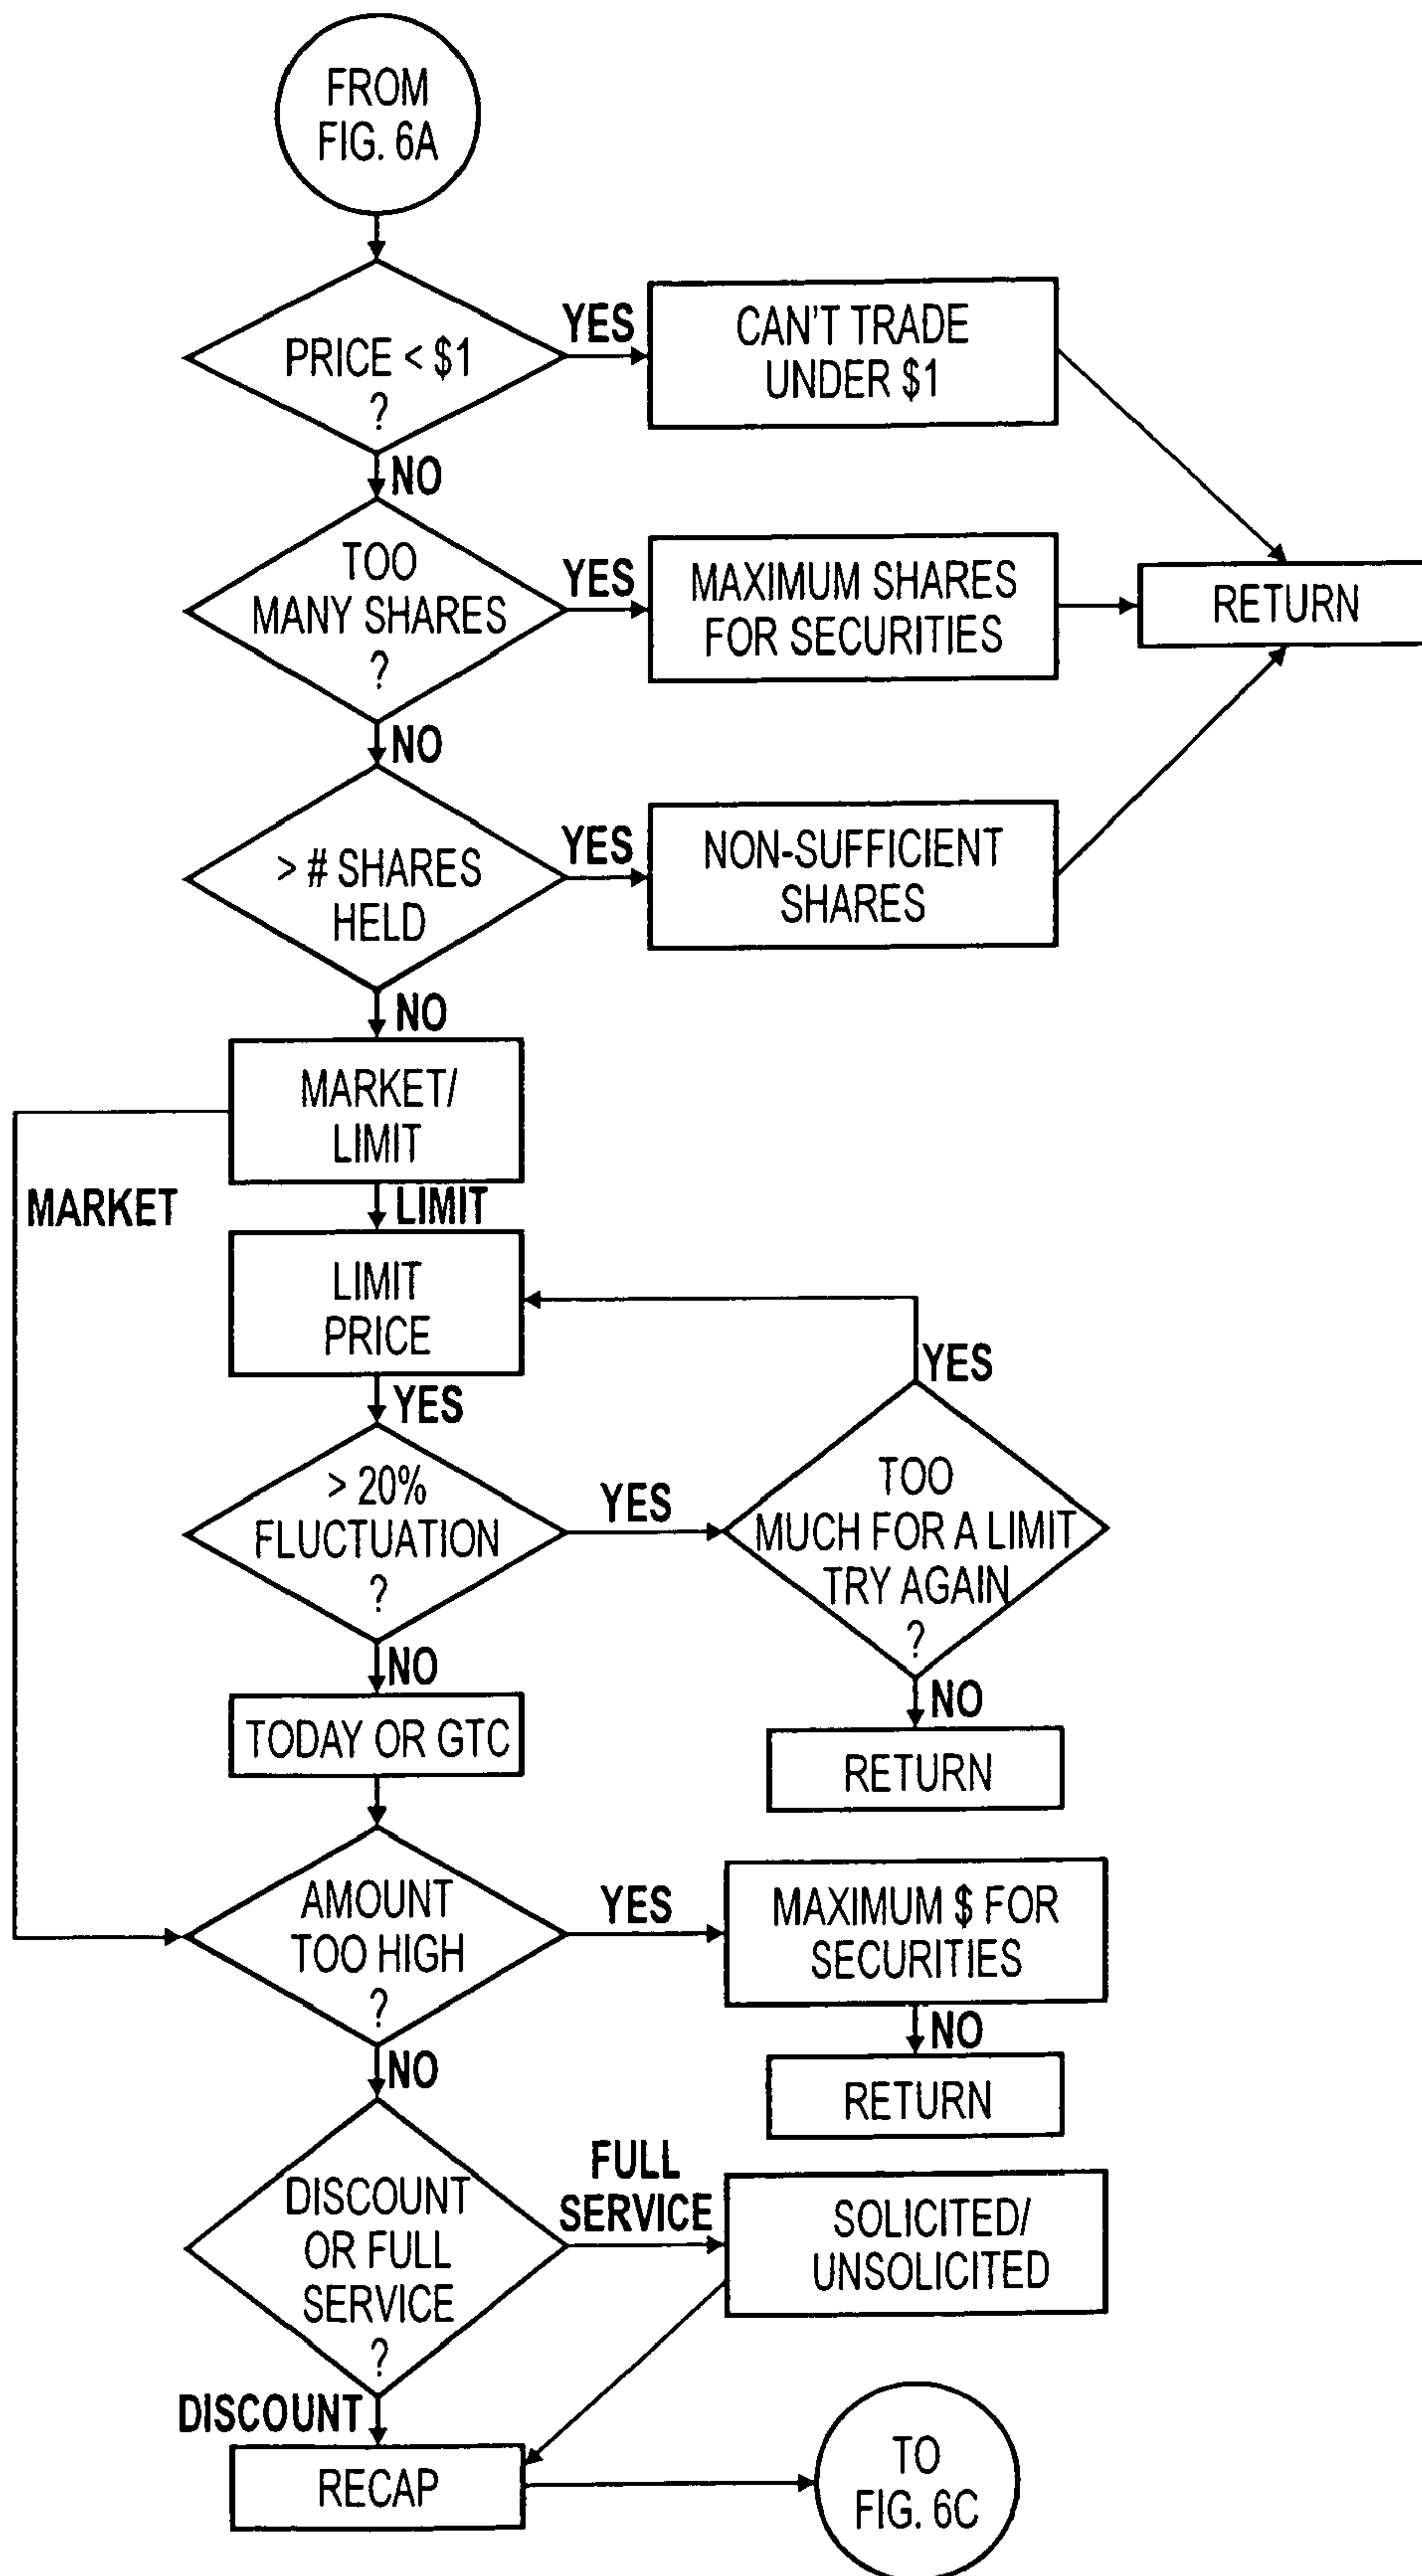 FROM
FIG. 6A
PRICE < $1
?
YES
CAN'T TRADE
UNDER $1
NO
TOO
MANY SHARES
?
YES
MAXIMUM SHARES
FOR SECURITIES
RETURN
NO
> # SHARES
HELD
YES
NON-SUFFICIENT
SHARES
NO
MARKET/
LIMIT
MARKET
LIMIT
LIMIT
PRICE
YES
YES
> 20%
FLUCTUATION
?
YES
TOO
MUCH FOR A LIMIT
TRY AGAIN
?
NO
TODAY OR GTC
NO
RETURN
AMOUNT
TOO HIGH
?
YES
MAXIMUM $ FOR
SECURITIES
NO
RETURN
NO
DISCOUNT
OR FULL
SERVICE
?
FULL
SERVICE
SOLICITED/
UNSOLICITED
DISCOUNT
RECAP
TO
FIG. 6C